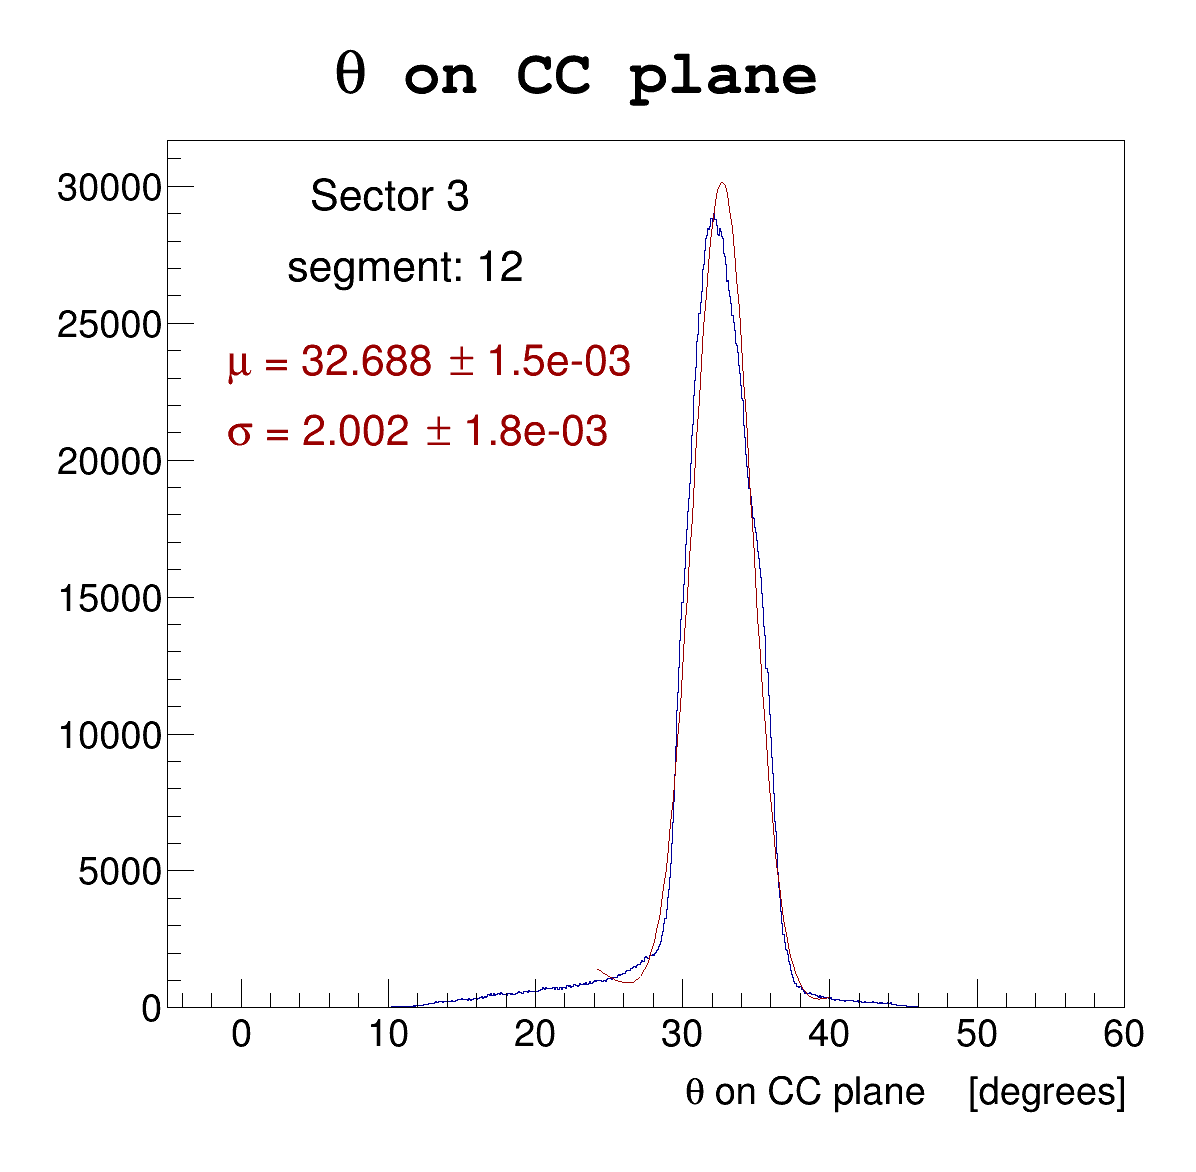 θ on CC plane
30000
25000
20000
15000
10000
5000
0
Sector 3
segment: 12
μ = 32.688 ± 1.5e-03
σ = 2.002 ± 1.8e-03
0 10 20 30 40 50 60
θ on CC plane [degrees]